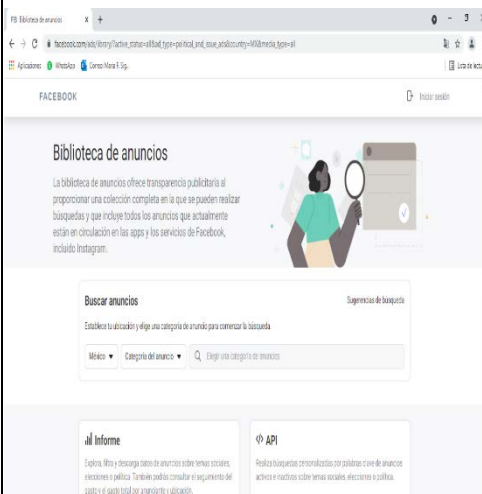 FB Biblioteca de anuncios
facebook.com/ads/library/?active_status=all&ad_type=political_and_issue_ads&country=MX&media_type=all
Aplicaciones WhatsApp Correo Mara F. Sig.. Lista de lectu
FACEBOOK Iniciar sesión
Biblioteca de anuncios
La biblioteca de anuncios ofrece transparencia publicitaria al
proporcionar una colección completa en la que se pueden realizar
búsquedas y que incluye todos los anuncios que actualmente
están en circulación en las apps y los servicios de Facebook,
incluido Instagram.
Buscar anuncios Sugerencias de búsqueda
Establece tu ubicación y elige una categoría de anuncio para comenzar la búsqueda
México Categoría del anuncio Elegir una categoría de anuncios
Informe
Explora, filtra y descarga datos de anuncios sobre temas sociales,
elecciones o política. También podrás consultar el seguimiento del
gasto y el gasto total por anunciante y ubicación.
API
Realiza búsquedas personalizadas por palabras clave de anuncios
activos e inactivos sobre temas sociales, elecciones o política.